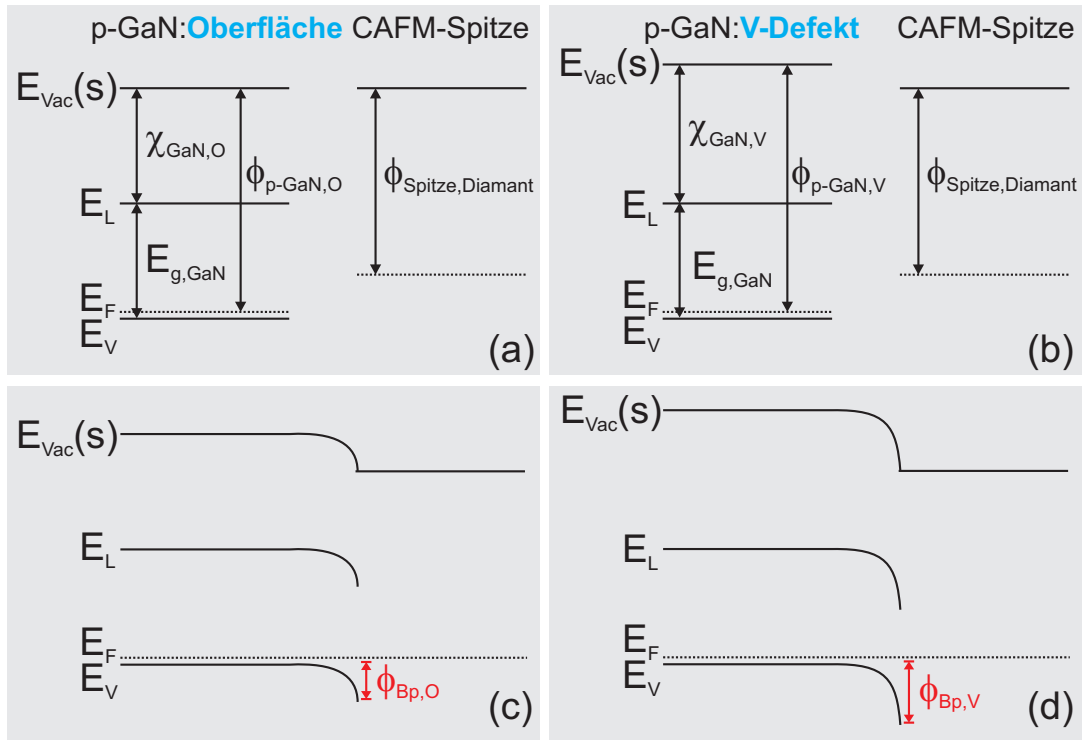 p-GaN:Oberfläche CAFM-Spitze
E_Vac(s)
χ_GaN,O
ϕ_p-GaN,O
ϕ_Spitze,Diamant
E_L
E_g,GaN
E_F
E_V
(a)
p-GaN:V-Defekt CAFM-Spitze
E_Vac(s)
χ_GaN,V
ϕ_p-GaN,V
ϕ_Spitze,Diamant
E_L
E_g,GaN
E_F
E_V
(b)
E_Vac(s)
E_L
E_F
E_V
ϕ_Bp,O
(c)
E_Vac(s)
E_L
E_F
E_V
ϕ_Bp,V
(d)